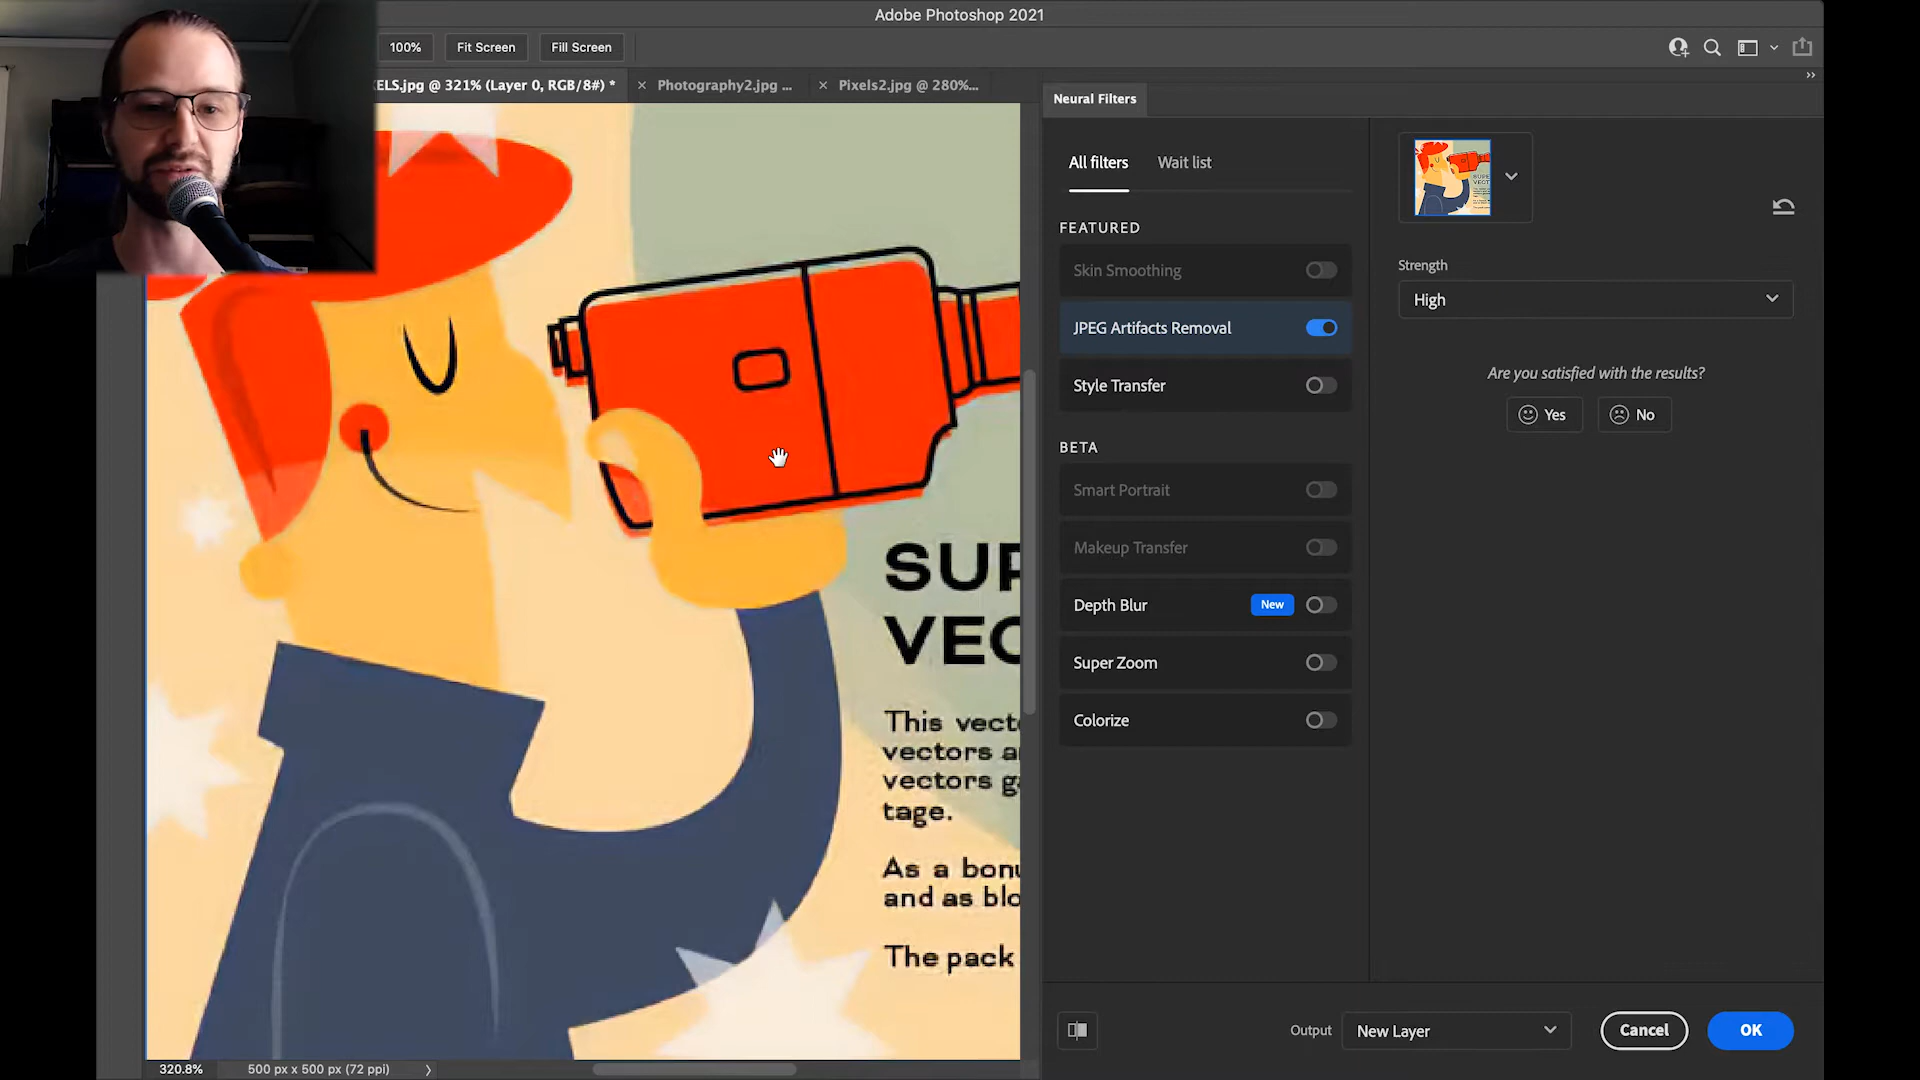 Adobe Photoshop 2021
100%
Fit Screen
Fill Screen
ELS.jpg @ 321% (Layer 0, RGB/8#) *
Photography2.jpg ...
Pixels2.jpg @ 280%...
Neural Filters
All filters
Wait list
FEATURED
Skin Smoothing
JPEG Artifacts Removal
Style Transfer
BETA
Smart Portrait
Makeup Transfer
Depth Blur
New
Super Zoom
Colorize
Strength
High
Are you satisfied with the results?
Yes
No
SUP
VEC
This vect
vectors a
vectors g
tage.
As a bon
and as blo
The pack
320.8%
500 px x 500 px (72 ppi)
Output
New Layer
Cancel
OK